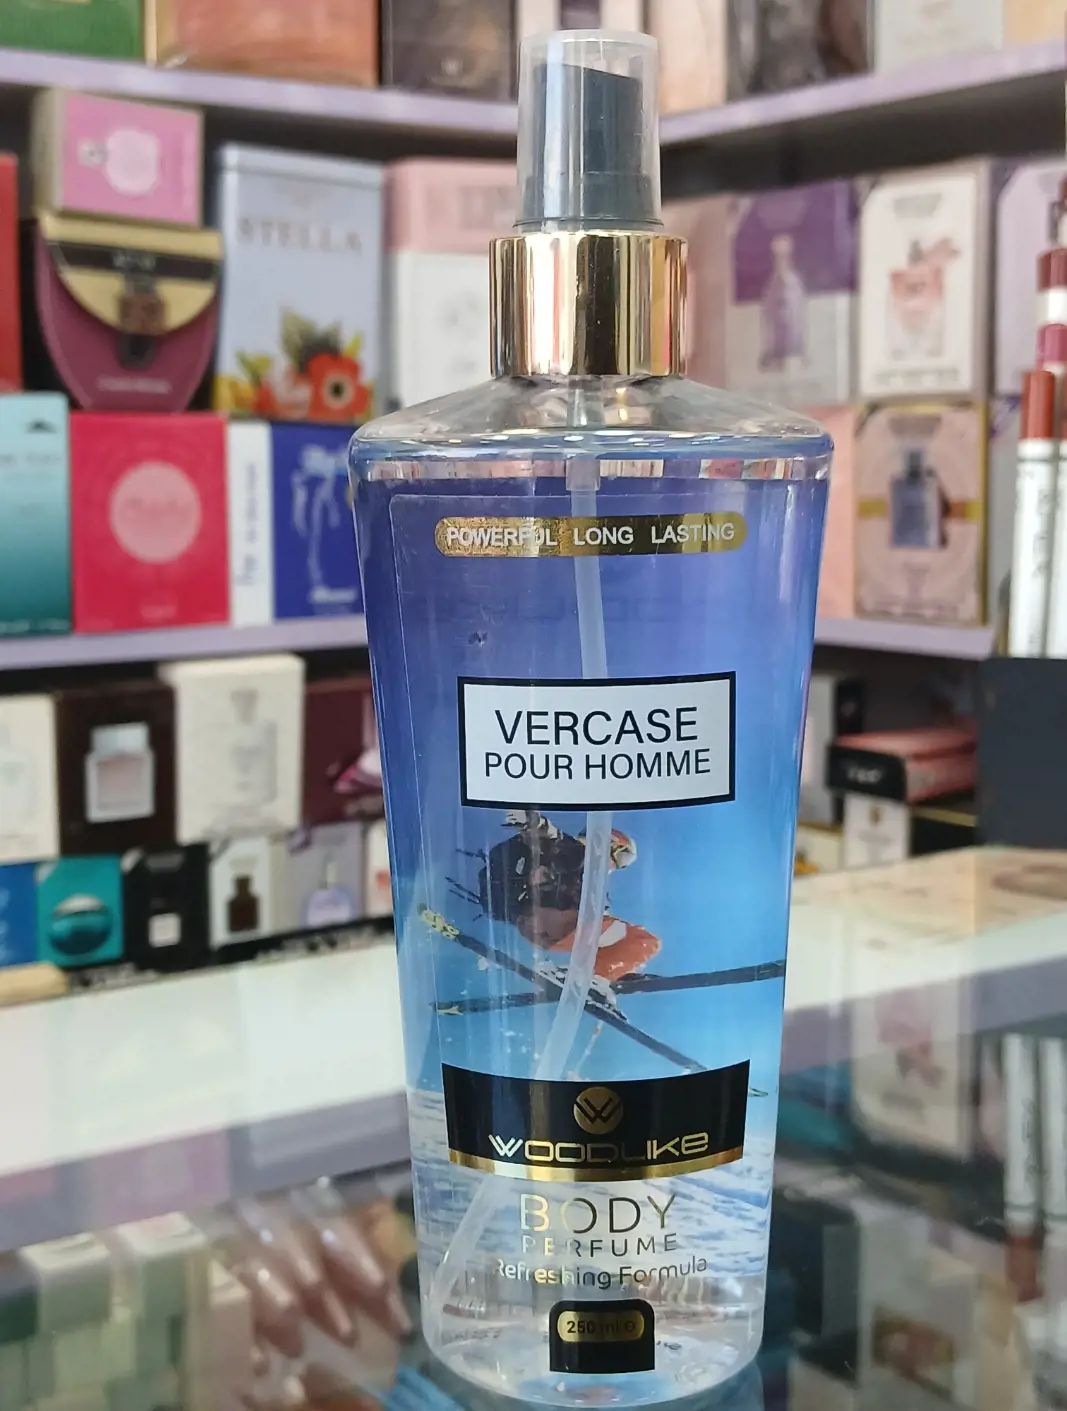 STELLA
POWERFUL LONG LASTING
VERCASE
POUR HOMME
WOODLIKE
BODY
PERFUME
Refreshing Formula
250 ml ℮